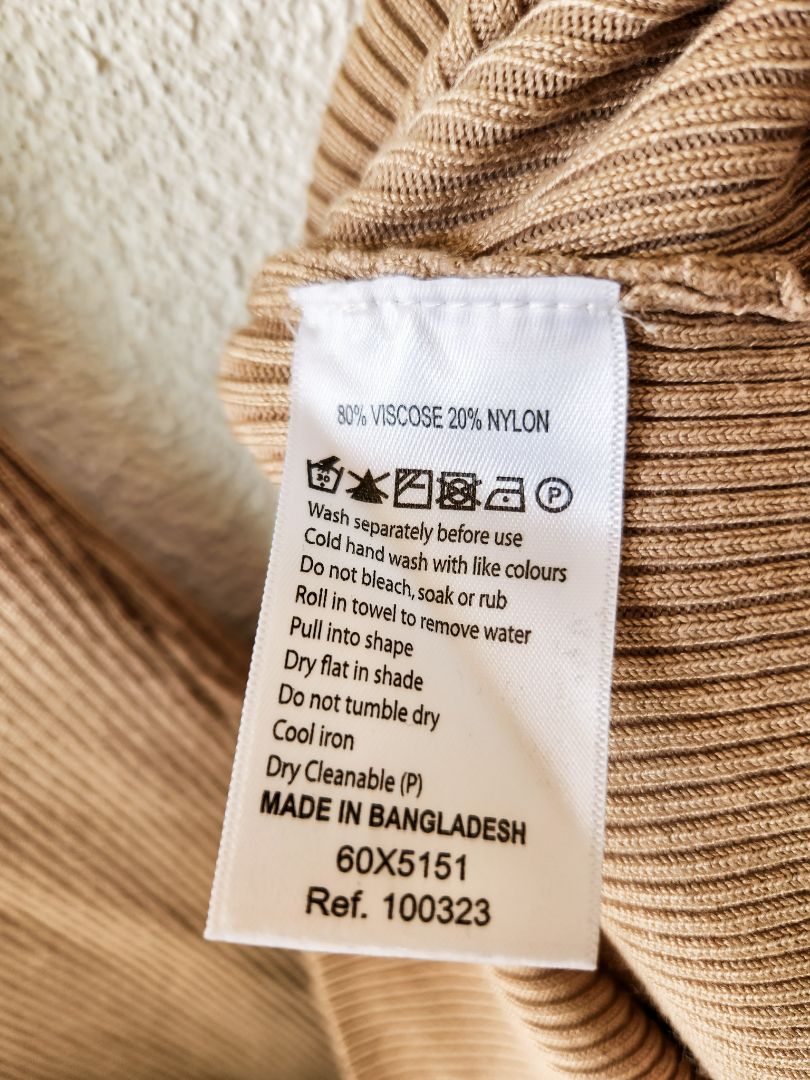 80% VISCOSE 20% NYLON
30
P
Wash separately before use
Cold hand wash with like colours
Do not bleach, soak or rub
Roll in towel to remove water
Pull into shape
Dry flat in shade
Do not tumble dry
Cool iron
Dry Cleanable (P)
MADE IN BANGLADESH
60X5151
Ref. 100323